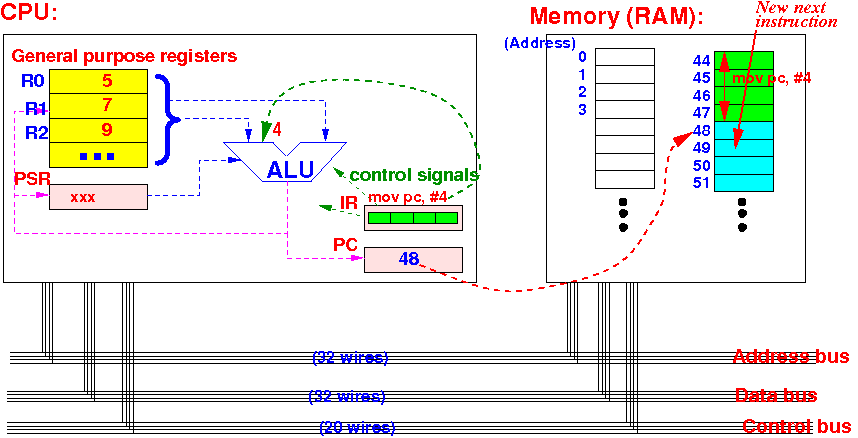 CPU:
Memory (RAM):
New next
instruction
(Address)
General purpose registers
R0
5
R1
7
R2
9
PSR
xxx
4
ALU
control signals
IR
mov pc, #4
PC
48
0
1
2
3
44
45
mov pc, #4
46
47
48
49
50
51
(32 wires)
Address bus
(32 wires)
Data bus
(20 wires)
Control bus